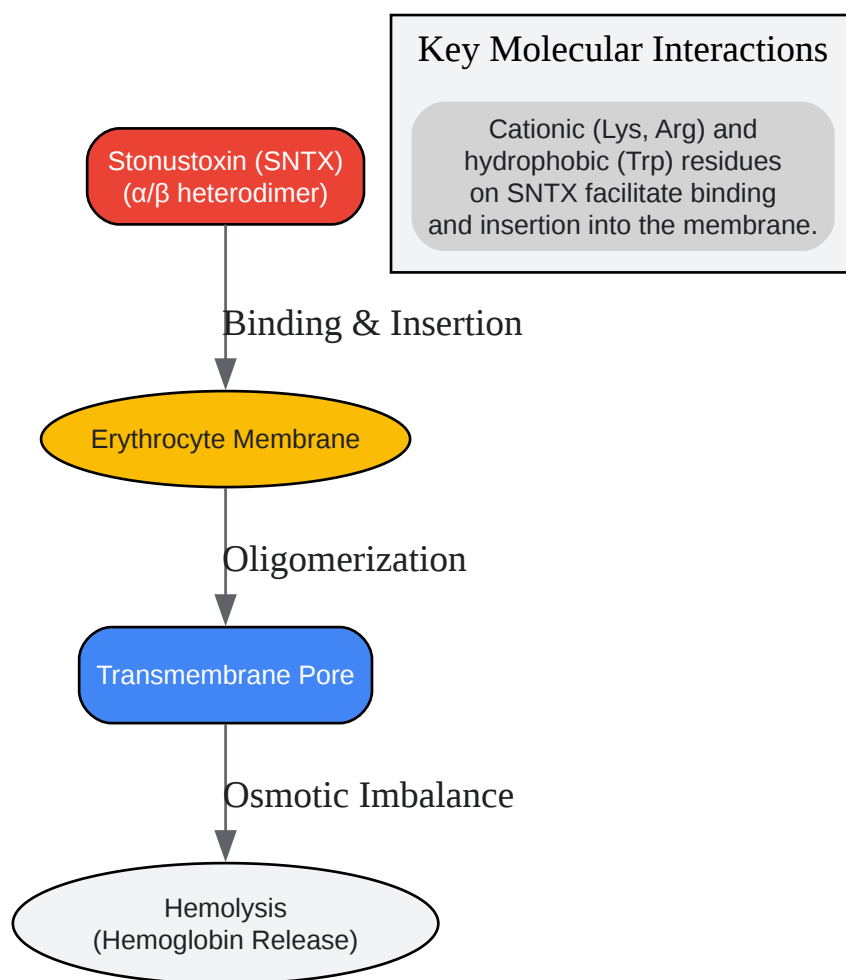 Key Molecular Interactions
Cationic (Lys, Arg) and
hydrophobic (Trp) residues
on SNTX facilitate binding
and insertion into the membrane.
Stonustoxin (SNTX)
(α/β heterodimer)
Binding & Insertion
Erythrocyte Membrane
Oligomerization
Transmembrane Pore
Osmotic Imbalance
Hemolysis
(Hemoglobin Release)